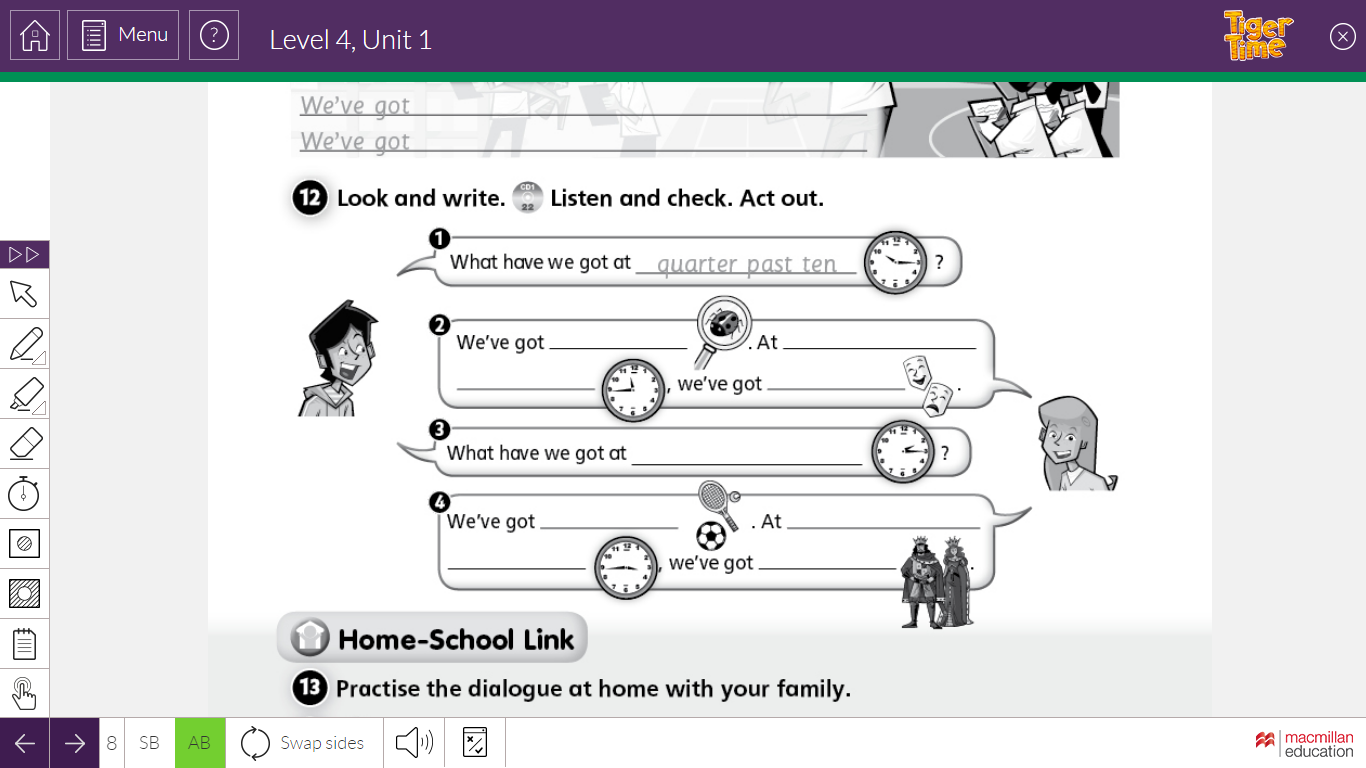 Menu
?
Level 4, Unit 1
Tiger Time
We've got
We've got
12 Look and write. CD1 22 Listen and check. Act out.
1
What have we got at quarter past ten ?
2
We've got . At
, we've got .
3
What have we got at ?
4
We've got . At
, we've got .
Home-School Link
13 Practise the dialogue at home with your family.
8 SB AB Swap sides
macmillan education